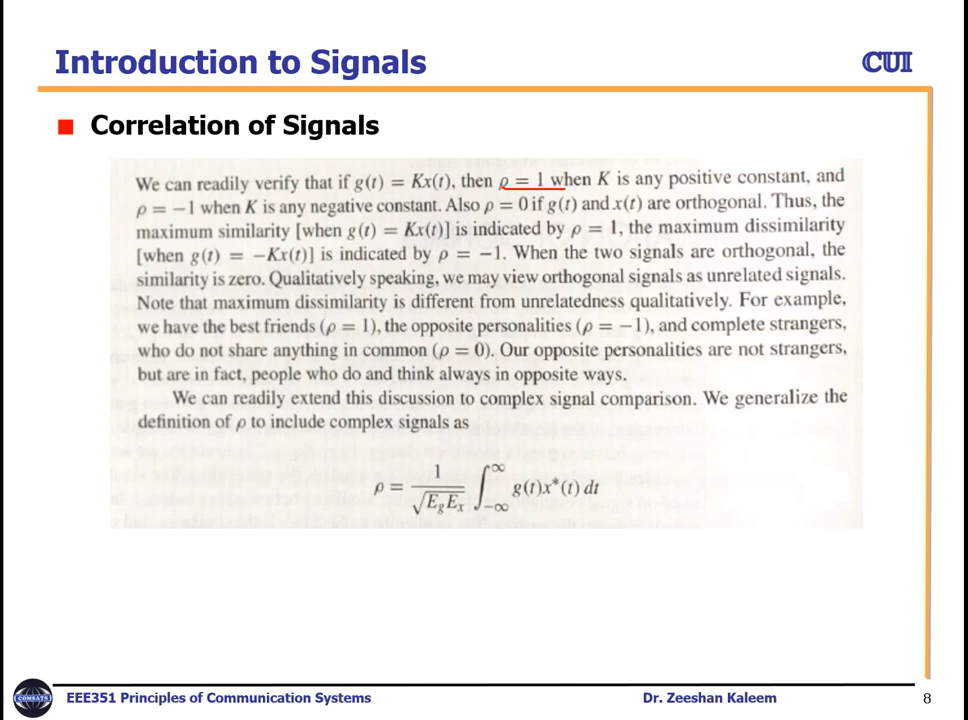 Introduction to Signals
CUI
Correlation of Signals
We can readily verify that if g(t) = Kx(t), then ρ = 1 when K is any positive constant, and
ρ = −1 when K is any negative constant. Also ρ = 0 if g(t) and x(t) are orthogonal. Thus, the
maximum similarity [when g(t) = Kx(t)] is indicated by ρ = 1, the maximum dissimilarity
[when g(t) = −Kx(t)] is indicated by ρ = −1. When the two signals are orthogonal, the
similarity is zero. Qualitatively speaking, we may view orthogonal signals as unrelated signals.
Note that maximum dissimilarity is different from unrelatedness qualitatively. For example,
we have the best friends (ρ = 1), the opposite personalities (ρ = −1), and complete strangers,
who do not share anything in common (ρ = 0). Our opposite personalities are not strangers,
but are in fact, people who do and think always in opposite ways.
We can readily extend this discussion to complex signal comparison. We generalize the
definition of ρ to include complex signals as
ρ = 1/√(E_g E_x) ∫_{−∞}^{∞} g(t)x*(t) dt
COMSATS
EEE351 Principles of Communication Systems
Dr. Zeeshan Kaleem
8